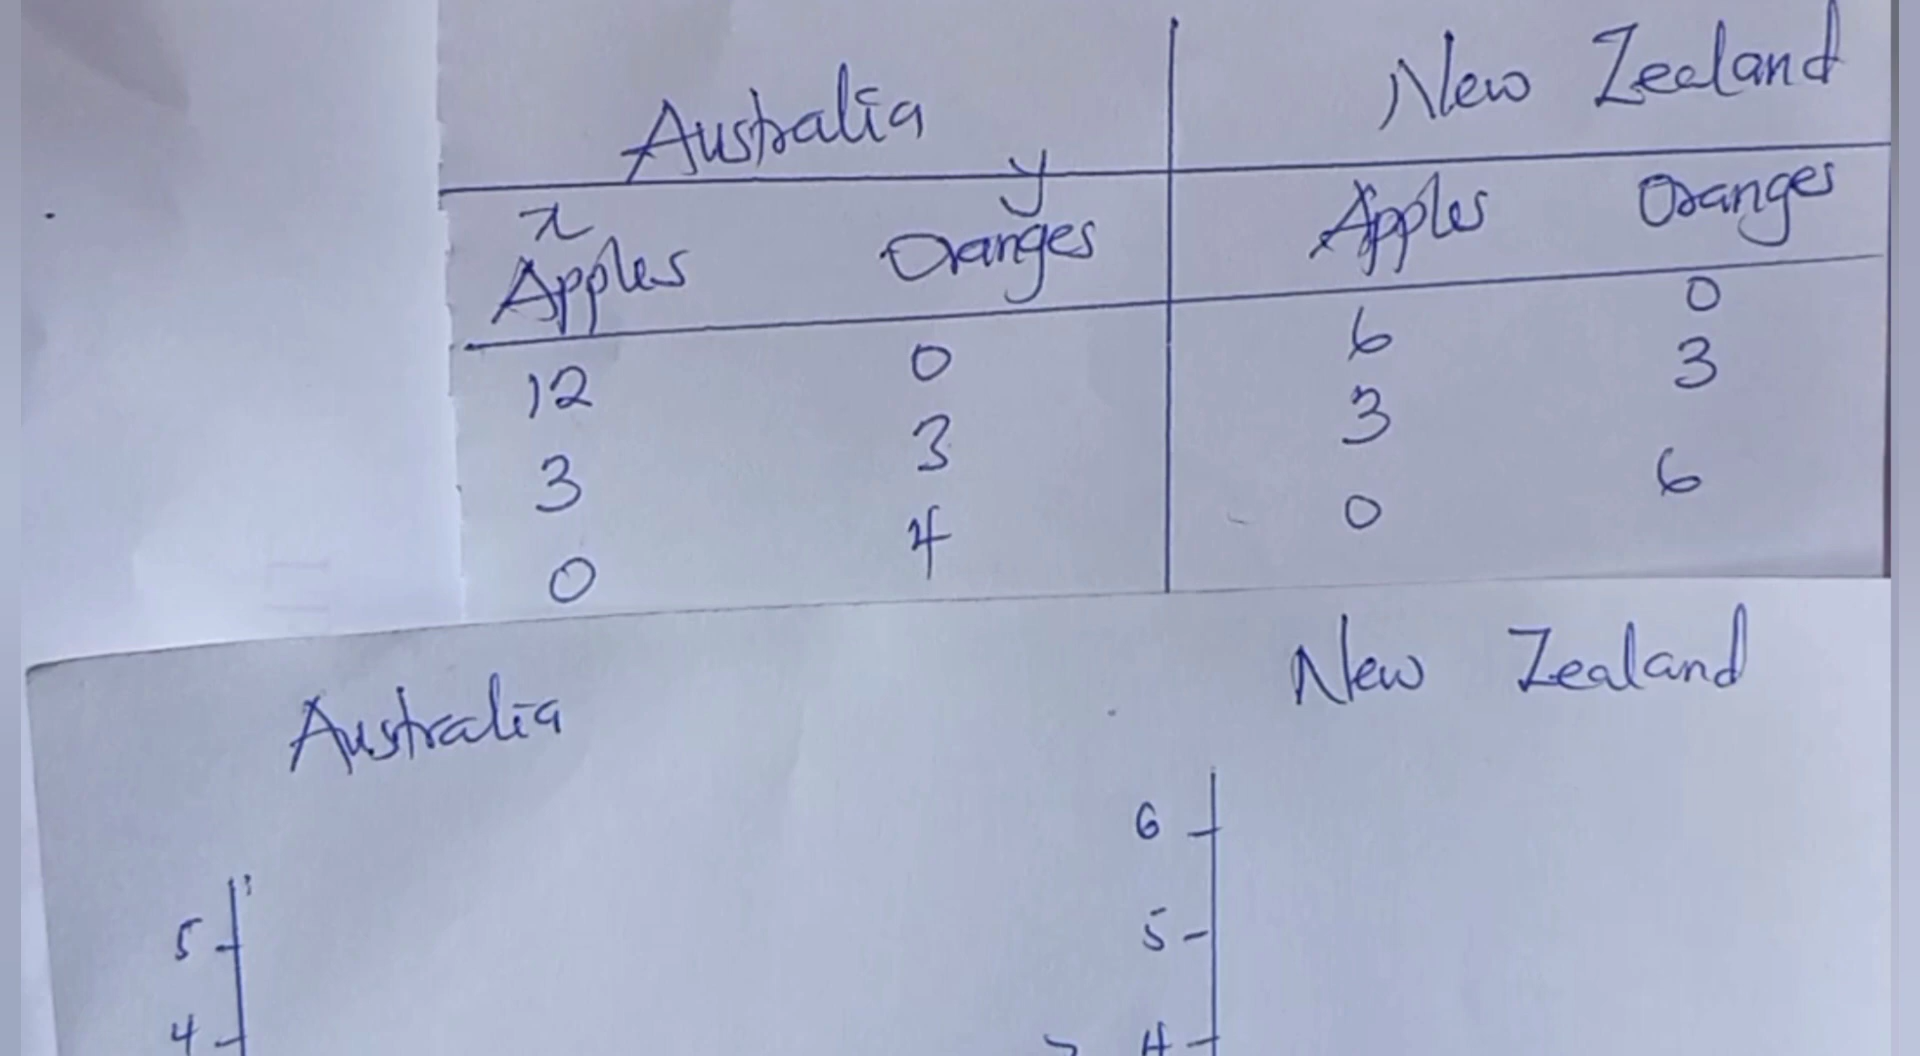 Australia New Zealand
x y
Apples Oranges Apples Oranges
12 0 6 0
3 3 3 3
0 4 0 6
Australia New Zealand
6
5 5
4 4